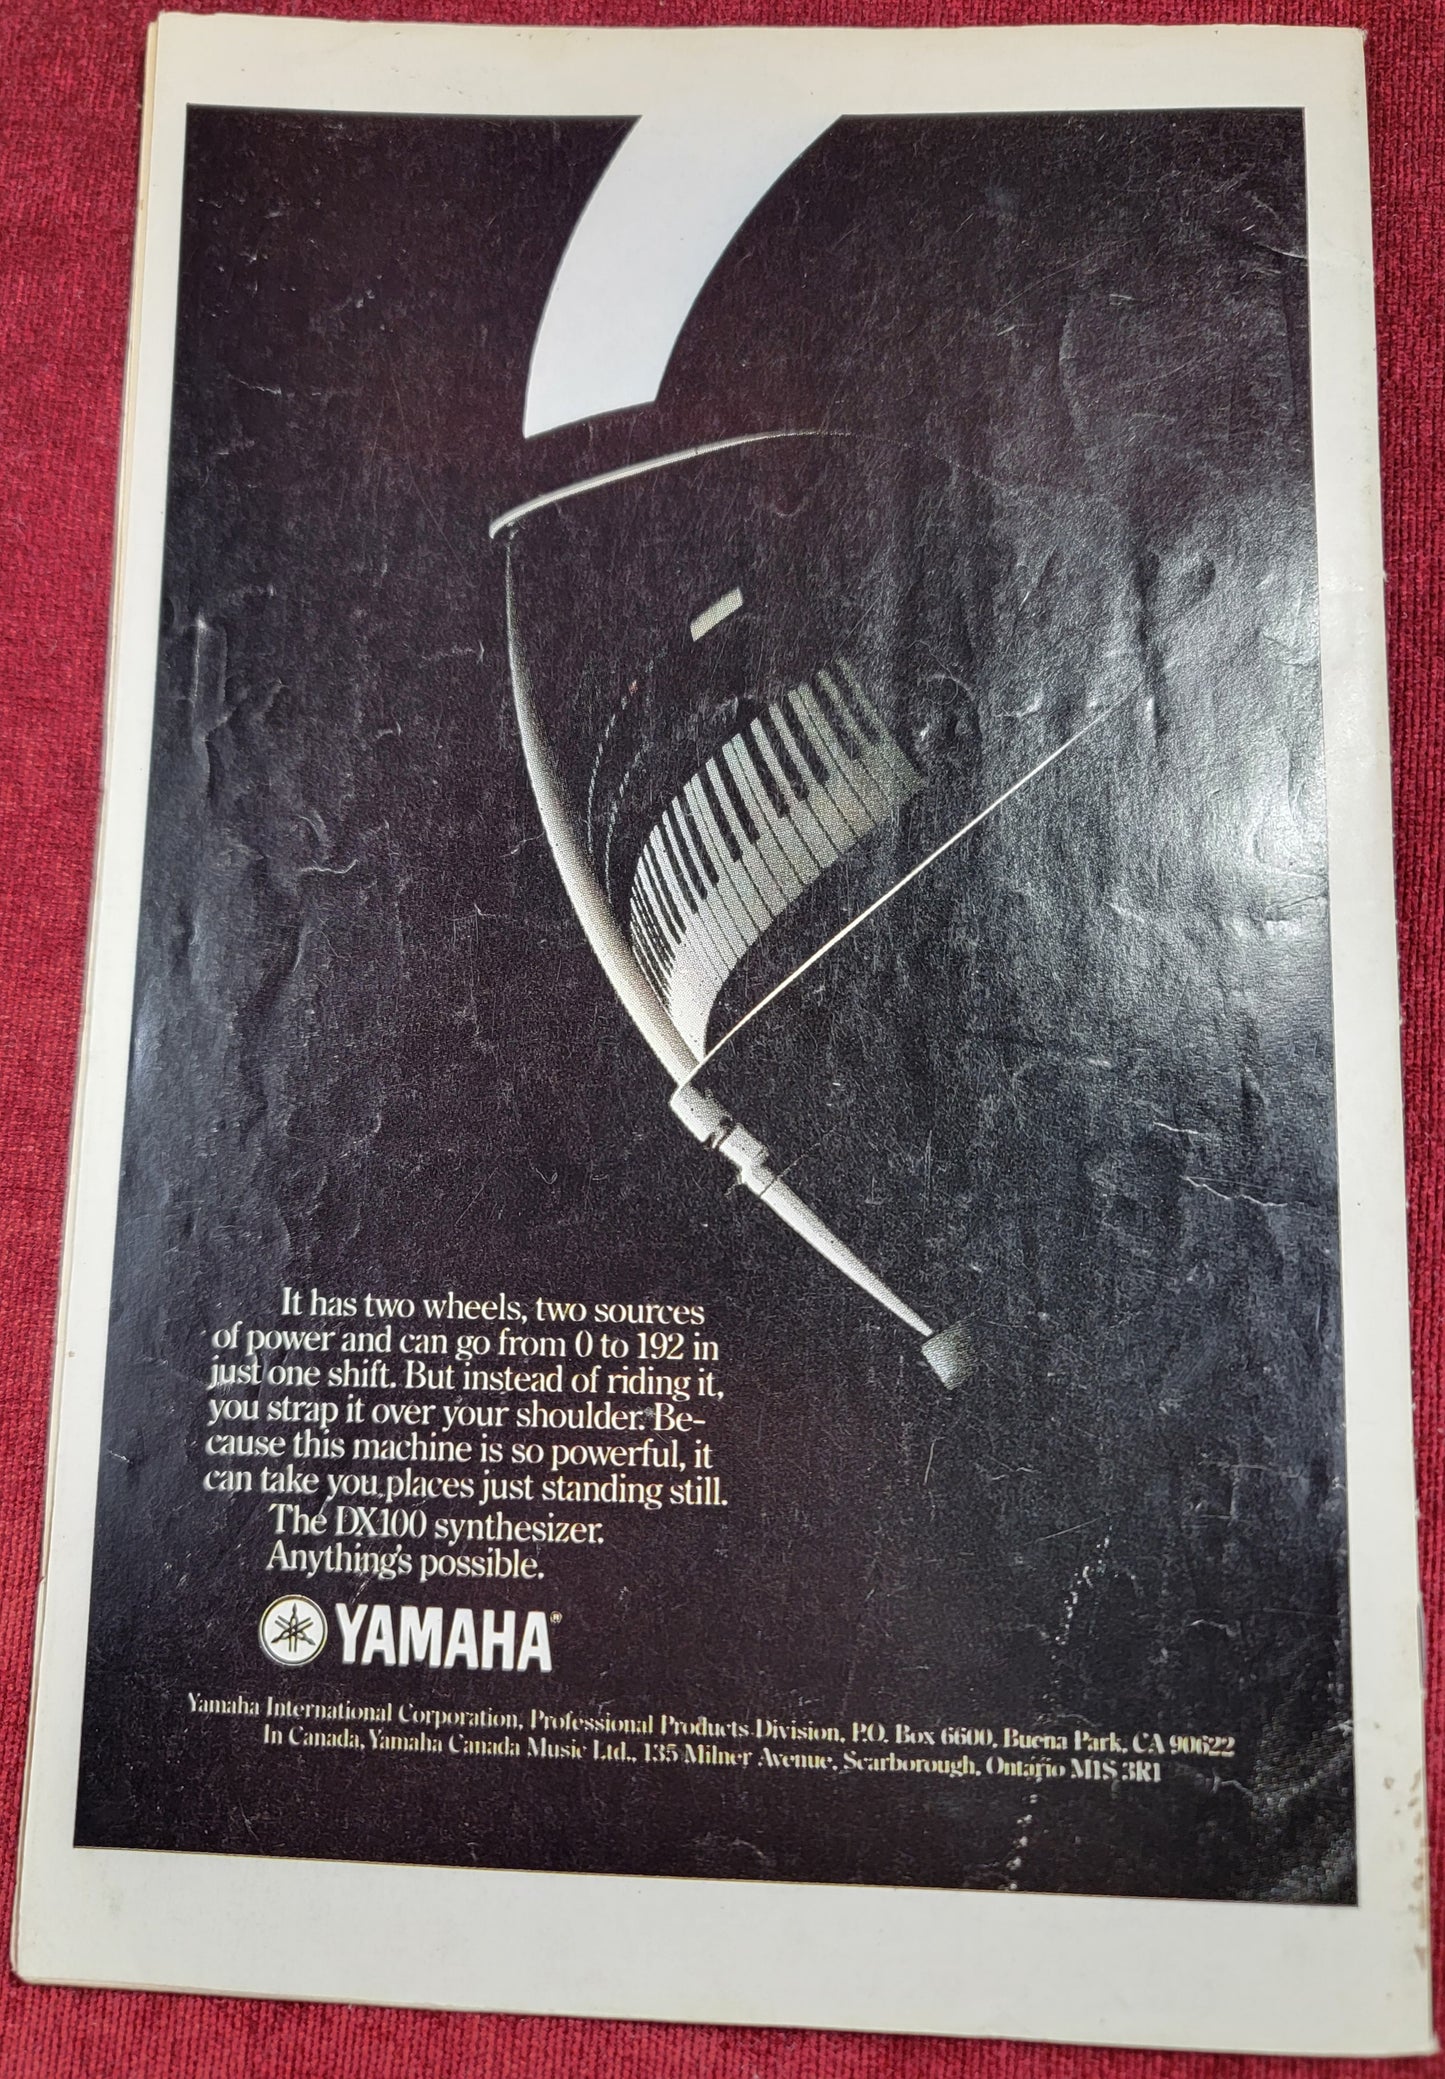 It has two wheels, two sources
of power and can go from 0 to 192 in
just one shift. But instead of riding it,
you strap it over your shoulder. Be-
cause this machine is so powerful, it
can take you places just standing still.
The DX100 synthesizer.
Anything's possible.
YAMAHA®
Yamaha International Corporation, Professional Products Division, P.O. Box 6600, Buena Park, CA 90622
In Canada, Yamaha Canada Music Ltd., 135 Milner Avenue, Scarborough, Ontario M1S 3R1